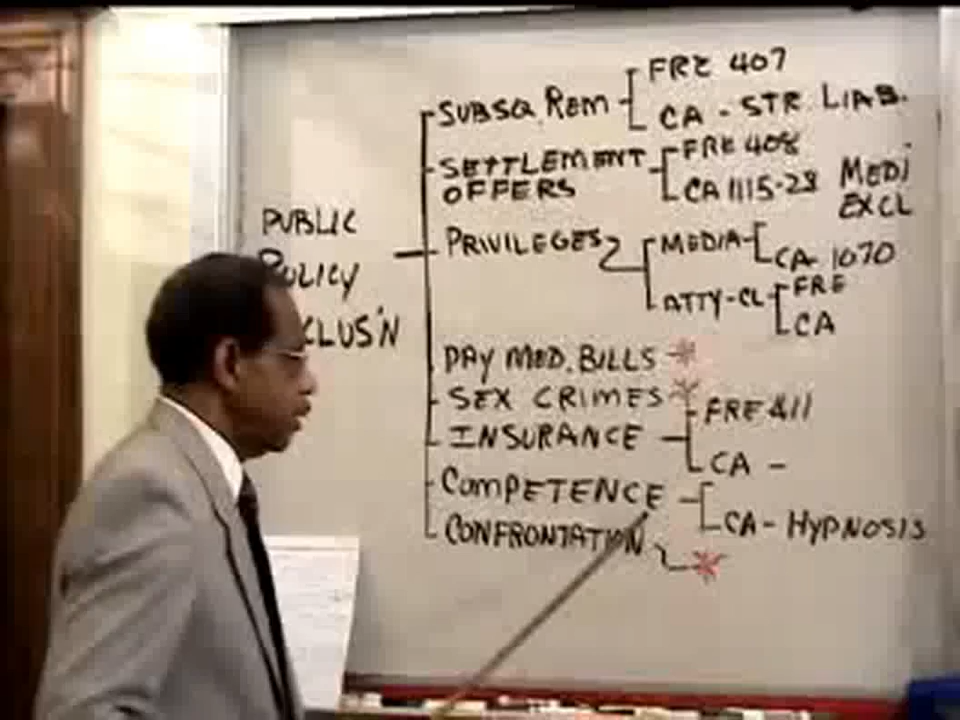 PUBLIC
POLICY
CLUS'N
SUBSQ. REM
FRE 407
CA - STR. LIAB.
SETTLEMENT
OFFERS
FRE 408
CA 1115-28 MEDI
EXCL
PRIVILEGES
MEDIA
CA- 1070
ATTY-CL
FRE
CA
PAY MED. BILLS
SEX CRIMES
INSURANCE
FRE 411
CA -
COMPETENCE
CA - HYPNOSIS
CONFRONTATION